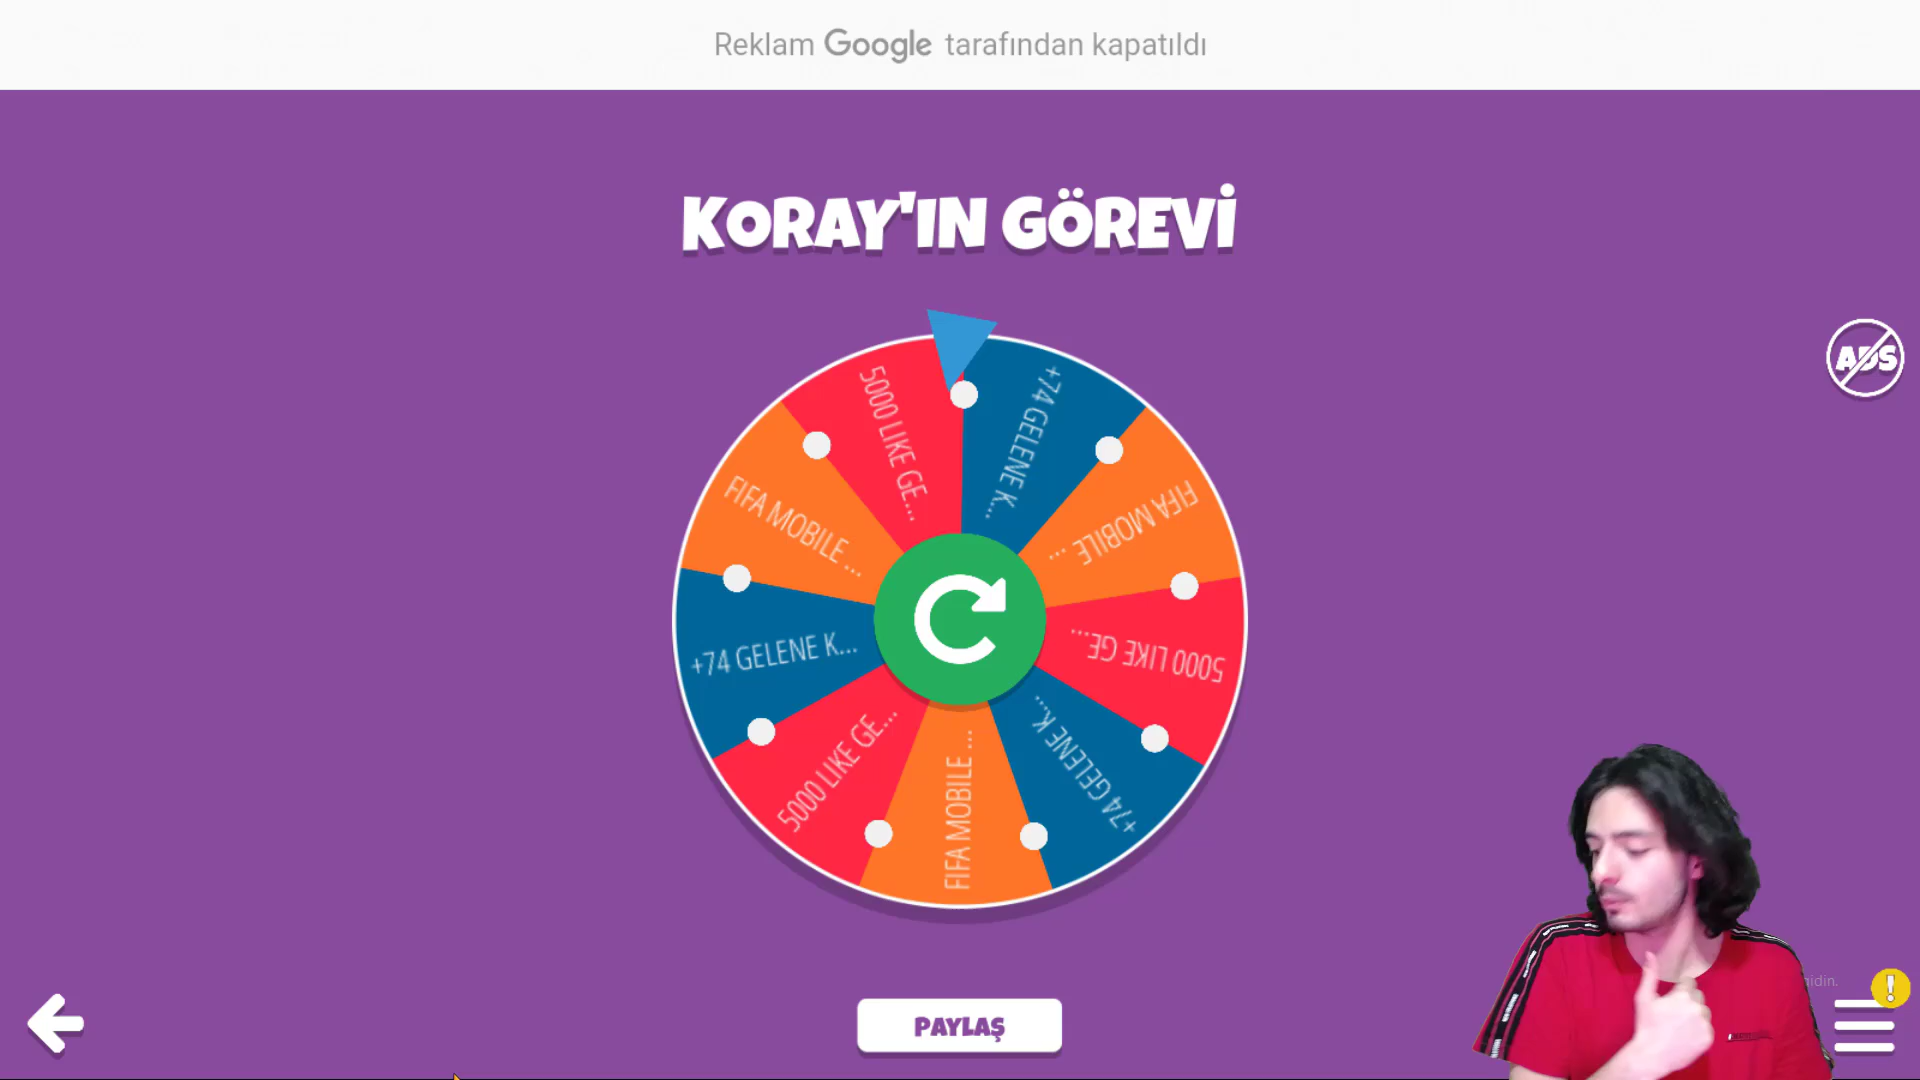 Reklam Google tarafından kapatıldı
KORAY'IN GÖREVİ
ADS
5000 LIKE GE...
+74 GELENE K...
FIFA MOBILE ...
FIFA MOBILE ...
+74 GELENE K...
5000 LIKE GE...
5000 LIKE GE...
FIFA MOBILE ...
+74 GELENE K...
PAYLAŞ